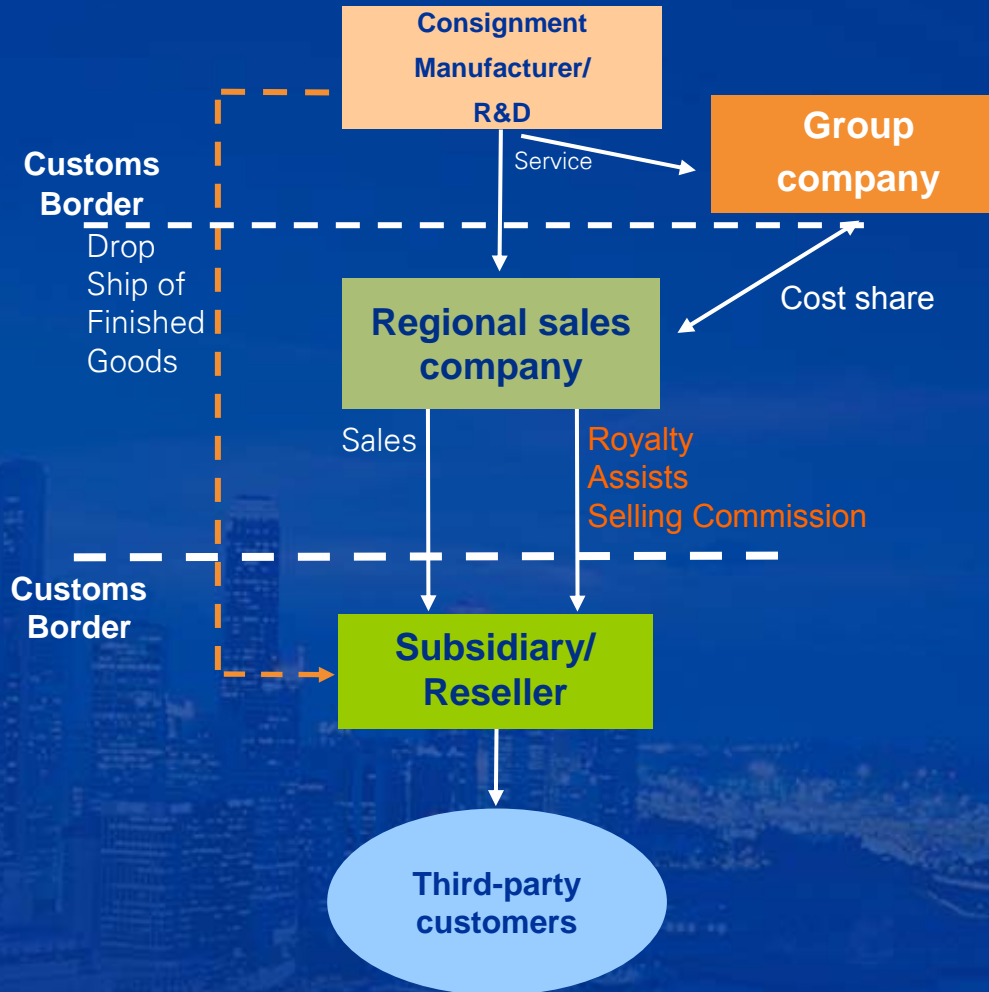 Consignment
Manufacturer/
R&D
Group
company
Service
Customs
Border
Drop
Ship of
Finished
Goods
Regional sales
company
Cost share
Sales
Royalty
Assists
Selling Commission
Customs
Border
Subsidiary/
Reseller
Third-party
customers